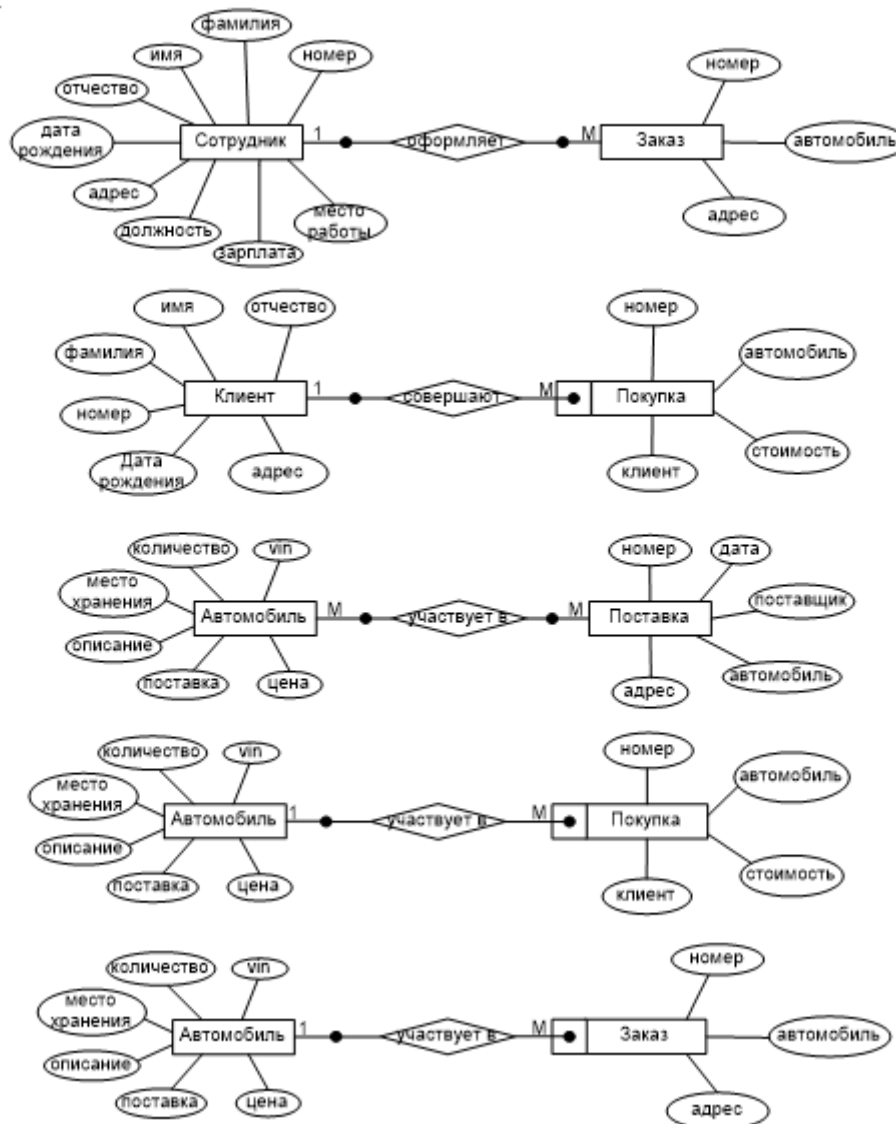 фамилия
имя
номер
отчество
дата
рождения
Сотрудник
1
оформляет
М
Заказ
номер
автомобиль
адрес
адрес
должность
зарплата
место
работы
имя
отчество
фамилия
номер
Клиент
1
совершают
М
Покупка
номер
автомобиль
стоимость
клиент
Дата
рождения
адрес
количество
vin
место
хранения
описание
Автомобиль
М
участвует в
М
Поставка
номер
дата
поставщик
автомобиль
адрес
поставка
цена
количество
vin
место
хранения
описание
Автомобиль
1
участвует в
М
Покупка
номер
автомобиль
стоимость
клиент
поставка
цена
количество
vin
место
хранения
описание
Автомобиль
1
участвует в
М
Заказ
номер
автомобиль
адрес
поставка
цена